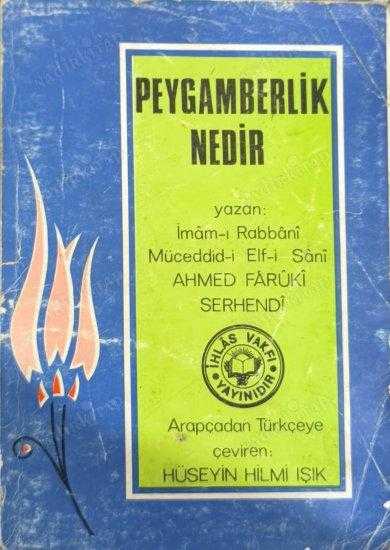 PEYGAMBERLİK
NEDİR
yazan:
İmâm-ı Rabbânî
Müceddid-i Elf-i Sânî
AHMED FÂRÛKÎ
SERHENDÎ
İHLÂS VAKFI
YAYINIDIR
Arapçadan Türkçeye
çeviren:
HÜSEYİN HİLMİ IŞIK